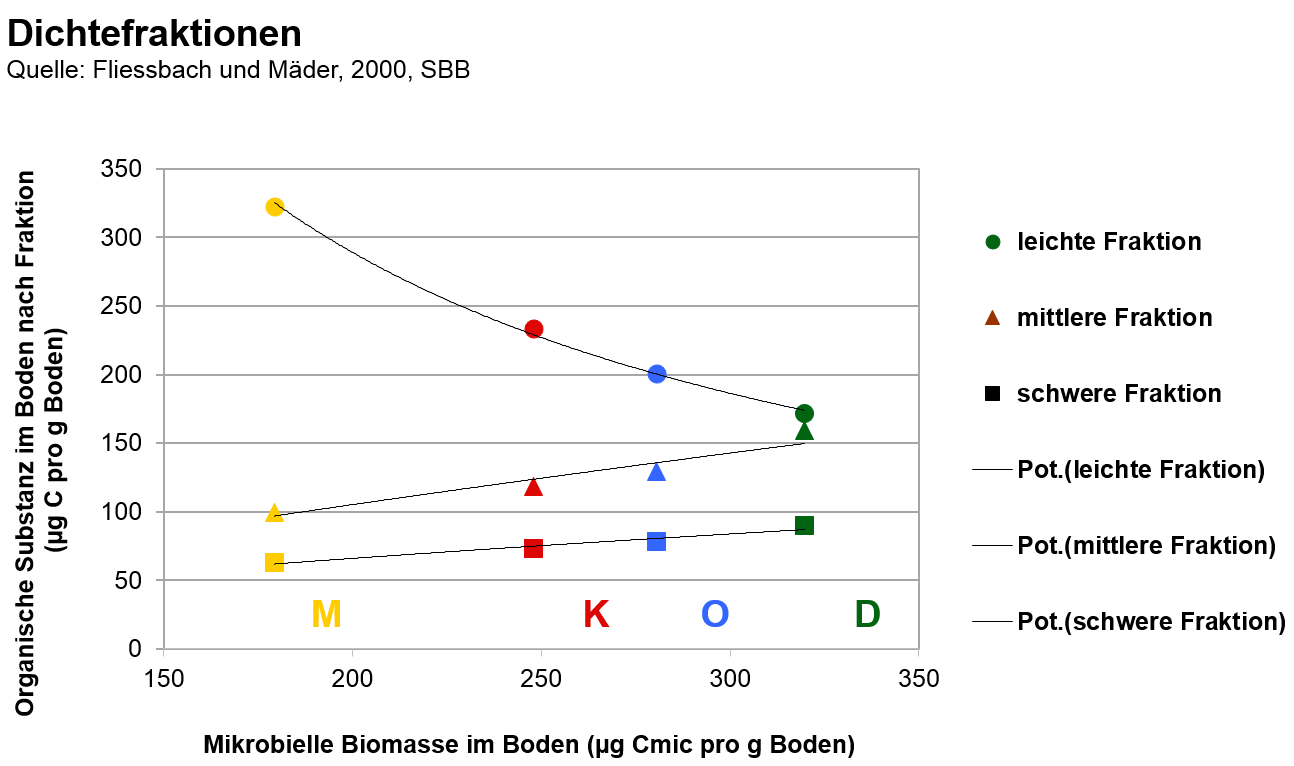 Dichtefraktionen
Quelle: Fliessbach und Mäder, 2000, SBB
Organische Substanz im Boden nach Fraktion
(µg C pro g Boden)
350
300
250
200
150
100
50
0
M
K
O
D
150
200
250
300
350
Mikrobielle Biomasse im Boden (µg Cmic pro g Boden)
leichte Fraktion
mittlere Fraktion
schwere Fraktion
Pot.(leichte Fraktion)
Pot.(mittlere Fraktion)
Pot.(schwere Fraktion)